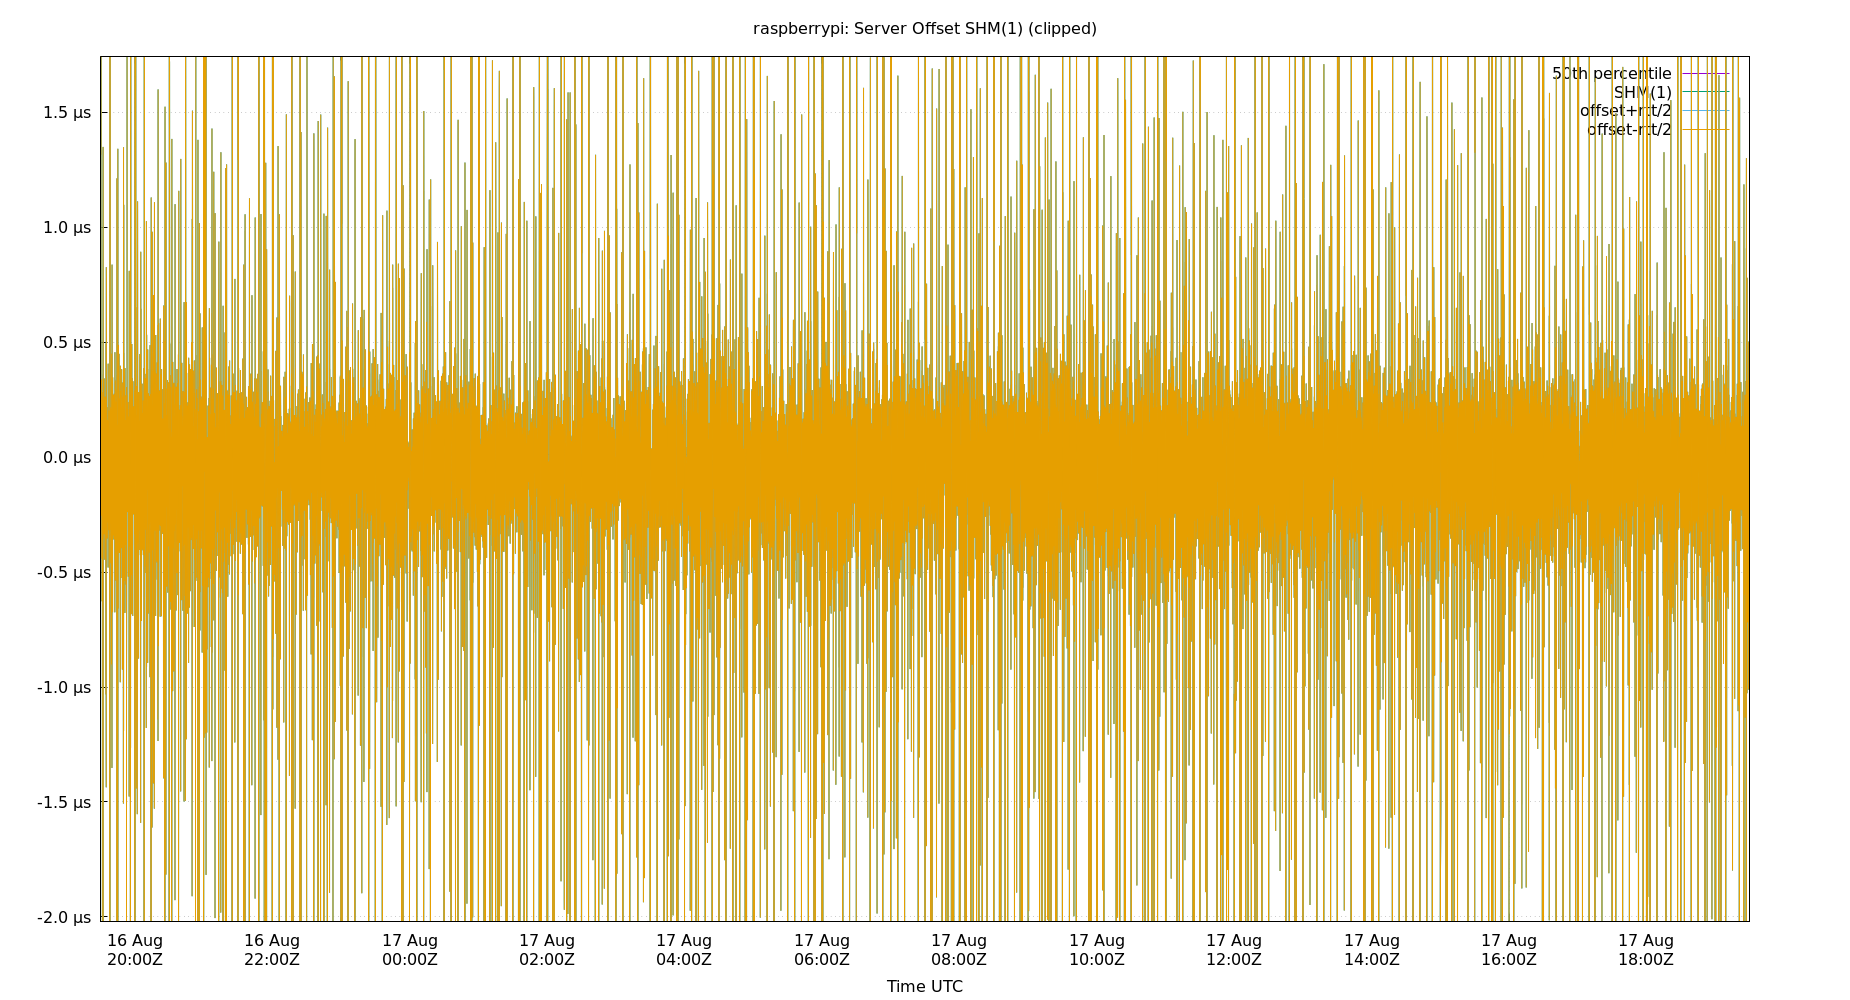 raspberrypi: Server Offset SHM(1) (clipped)
50th percentile
SHM(1)
offset+rtt/2
offset-rtt/2
1.5 μs
1.0 μs
0.5 μs
0.0 μs
-0.5 μs
-1.0 μs
-1.5 μs
-2.0 μs
16 Aug 16 Aug 17 Aug 17 Aug 17 Aug 17 Aug 17 Aug 17 Aug 17 Aug 17 Aug 17 Aug 17 Aug
20:00Z 22:00Z 00:00Z 02:00Z 04:00Z 06:00Z 08:00Z 10:00Z 12:00Z 14:00Z 16:00Z 18:00Z
Time UTC